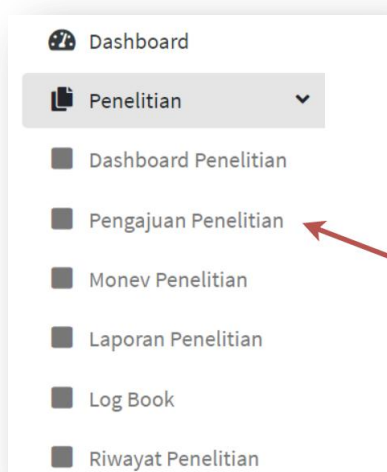 Dashboard
Penelitian
Dashboard Penelitian
Pengajuan Penelitian
Monev Penelitian
Laporan Penelitian
Log Book
Riwayat Penelitian